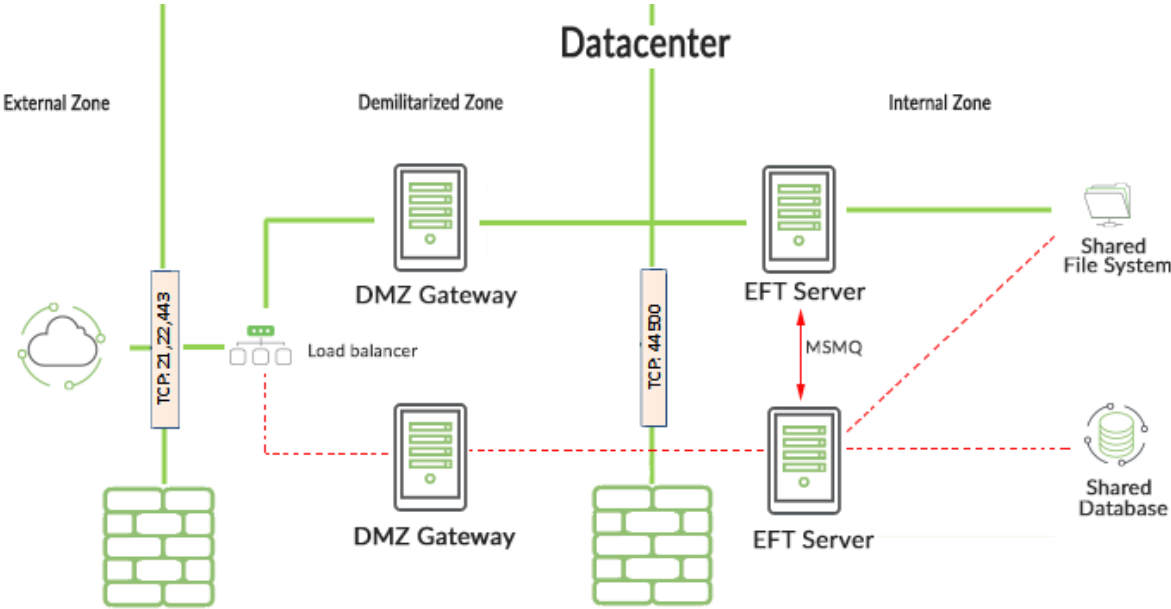 Datacenter
External Zone
Demilitarized Zone
Internal Zone
DMZ Gateway
EFT Server
Shared
File System
TCP: 21,22,443
Load balancer
TCP: 44500
MSMQ
DMZ Gateway
EFT Server
Shared
Database